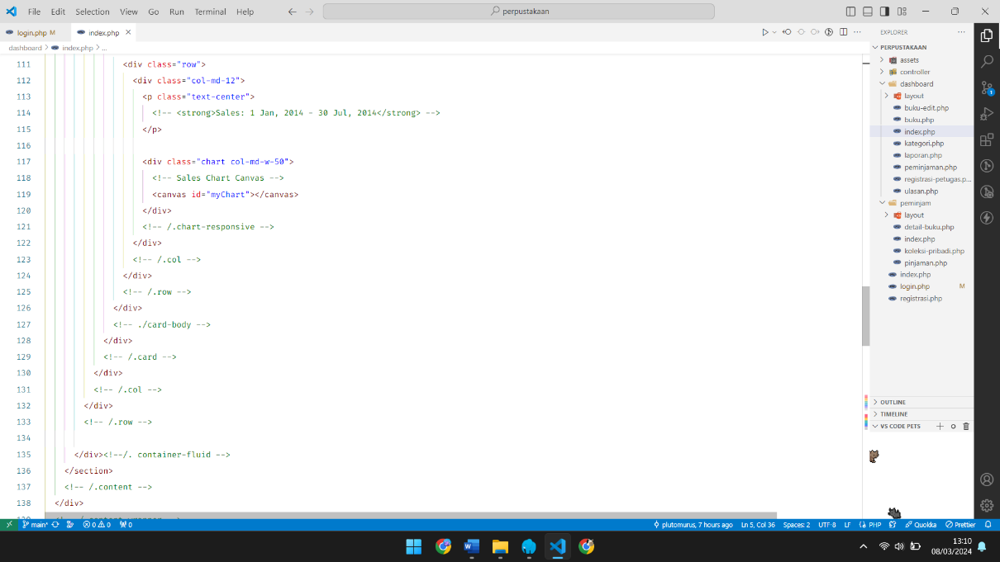 File Edit Selection View Go Run Terminal Help
perpustakaan
login.php M
index.php
dashboard > index.php > ...
111 <div class="row">
112 <div class="col-md-12">
113 <p class="text-center">
114 <!-- <strong>Sales: 1 Jan, 2014 - 30 Jul, 2014</strong> -->
115 </p>
116
117 <div class="chart col-md-w-50">
118 <!-- Sales Chart Canvas -->
119 <canvas id="myChart"></canvas>
120 </div>
121 <!-- /.chart-responsive -->
122 </div>
123 <!-- /.col -->
124 </div>
125 <!-- /.row -->
126 </div>
127 <!-- ./card-body -->
128 </div>
129 <!-- /.card -->
130 </div>
131 <!-- /.col -->
132 </div>
133 <!-- /.row -->
134
135 </div><!--/. container-fluid -->
136 </section>
137 <!-- /.content -->
138 </div>
EXPLORER
PERPUSTAKAAN
assets
controller
dashboard
layout
buku-edit.php
buku.php
index.php
kategori.php
laporan.php
peminjaman.php
registrasi-petugas.p...
ulasan.php
peminjam
layout
detail-buku.php
index.php
koleksi-pribadi.php
pinjaman.php
index.php
login.php M
registrasi.php
OUTLINE
TIMELINE
VS CODE PETS
1
main* 0 0 0 plutomurus, 7 hours ago Ln 5, Col 36 Spaces: 2 UTF-8 LF PHP Quokka Prettier
13:10
08/03/2024